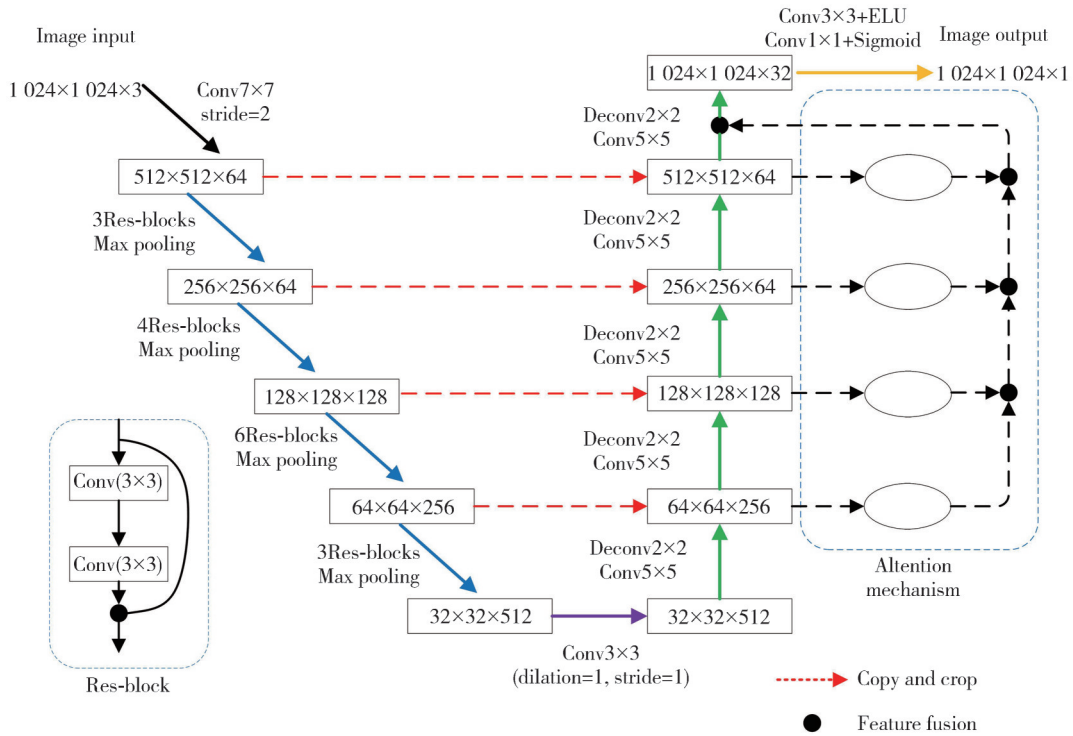 Image input
1 024×1 024×3
Conv7×7
stride=2
512×512×64
3Res-blocks
Max pooling
256×256×64
4Res-blocks
Max pooling
128×128×128
6Res-blocks
Max pooling
64×64×256
3Res-blocks
Max pooling
32×32×512
Conv3×3
(dilation=1, stride=1)
32×32×512
Deconv2×2
Conv5×5
64×64×256
Deconv2×2
Conv5×5
128×128×128
Deconv2×2
Conv5×5
256×256×64
Deconv2×2
Conv5×5
512×512×64
Deconv2×2
Conv5×5
1 024×1 024×32
Conv3×3+ELU
Conv1×1+Sigmoid
Image output
1 024×1 024×1
Altention
mechanism
Conv(3×3)
Conv(3×3)
Res-block
Copy and crop
Feature fusion